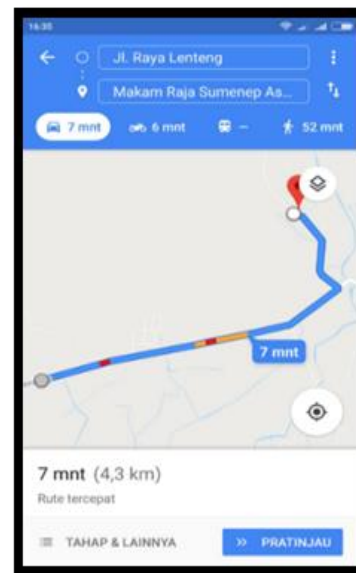 16:35
Jl. Raya Lenteng
Makam Raja Sumenep As...
7 mnt 6 mnt – 52 mnt
7 mnt
7 mnt (4,3 km)
Rute tercepat
TAHAP & LAINNYA
PRATINJAU